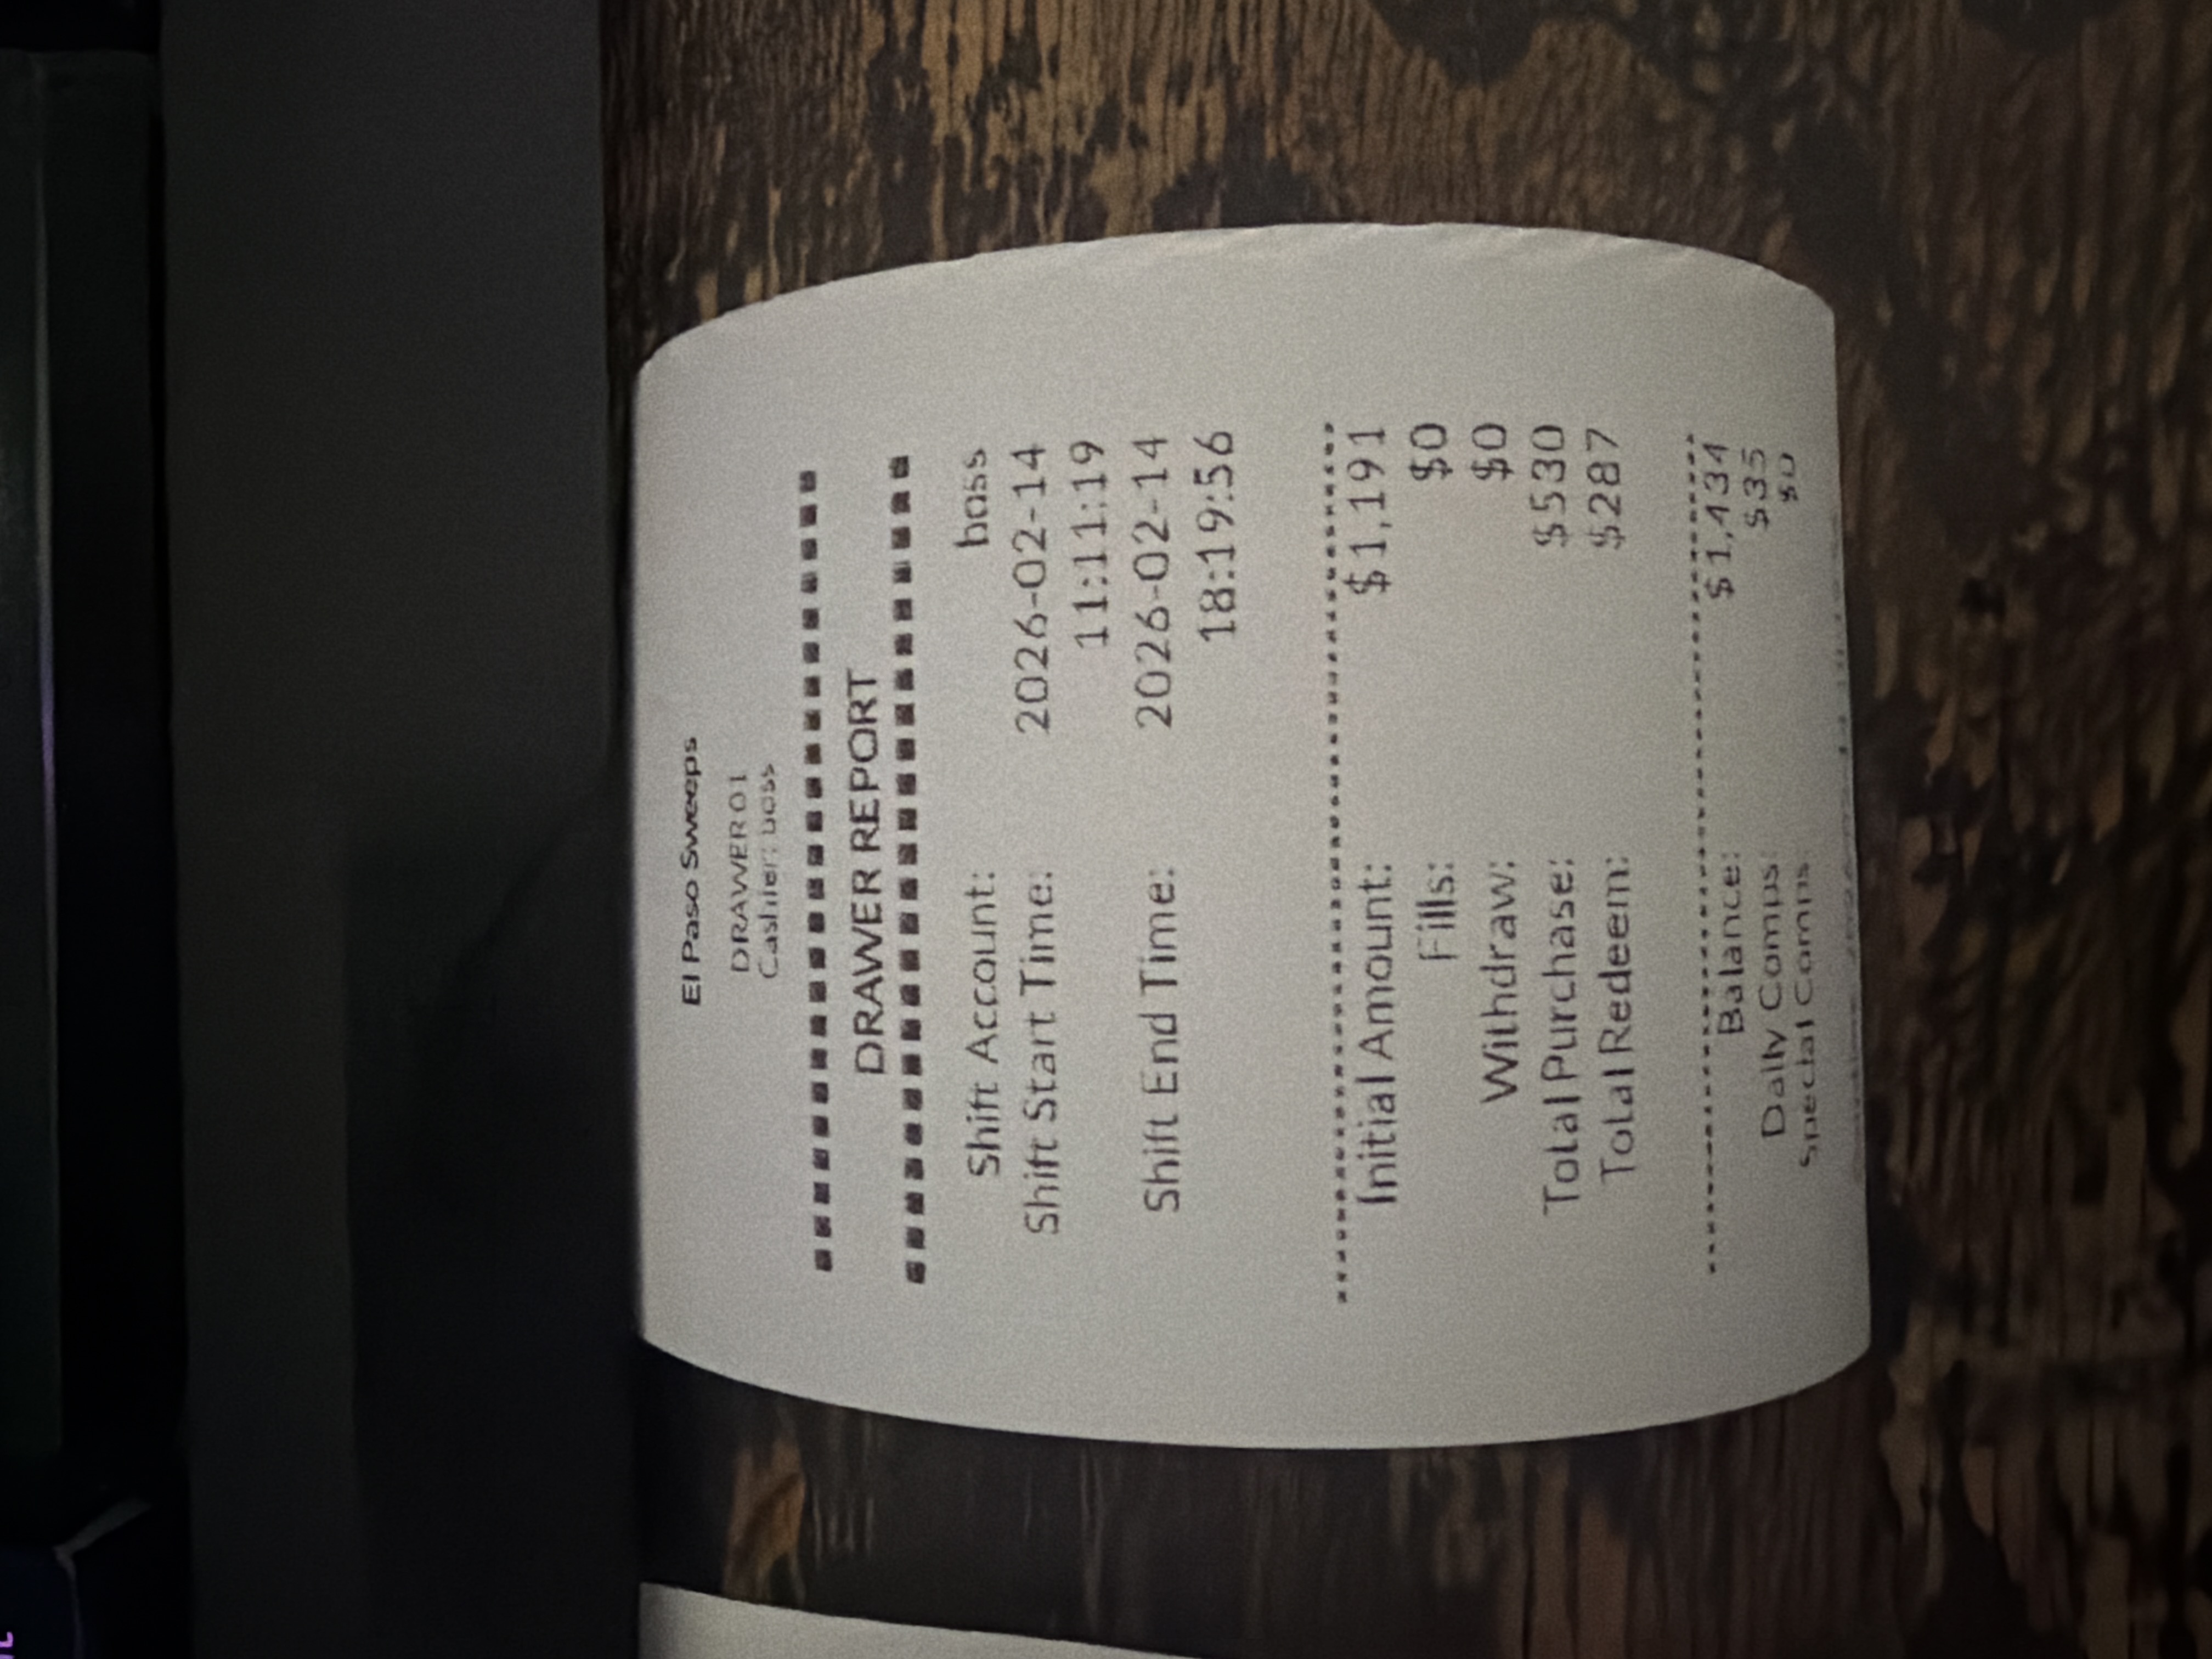 El Paso Sweeps
DRAWER01
Cashier: boss
DRAWER REPORT
Shift Account: boss
Shift Start Time: 2026-02-14
11:11:19
Shift End Time: 2026-02-14
18:19:56
Initial Amount: $1,191
Fills: $0
Withdraw: $0
Total Purchase: $530
Total Redeem: $287
Balance: $1,434
Daily Comps: $35
Special Comps: $0